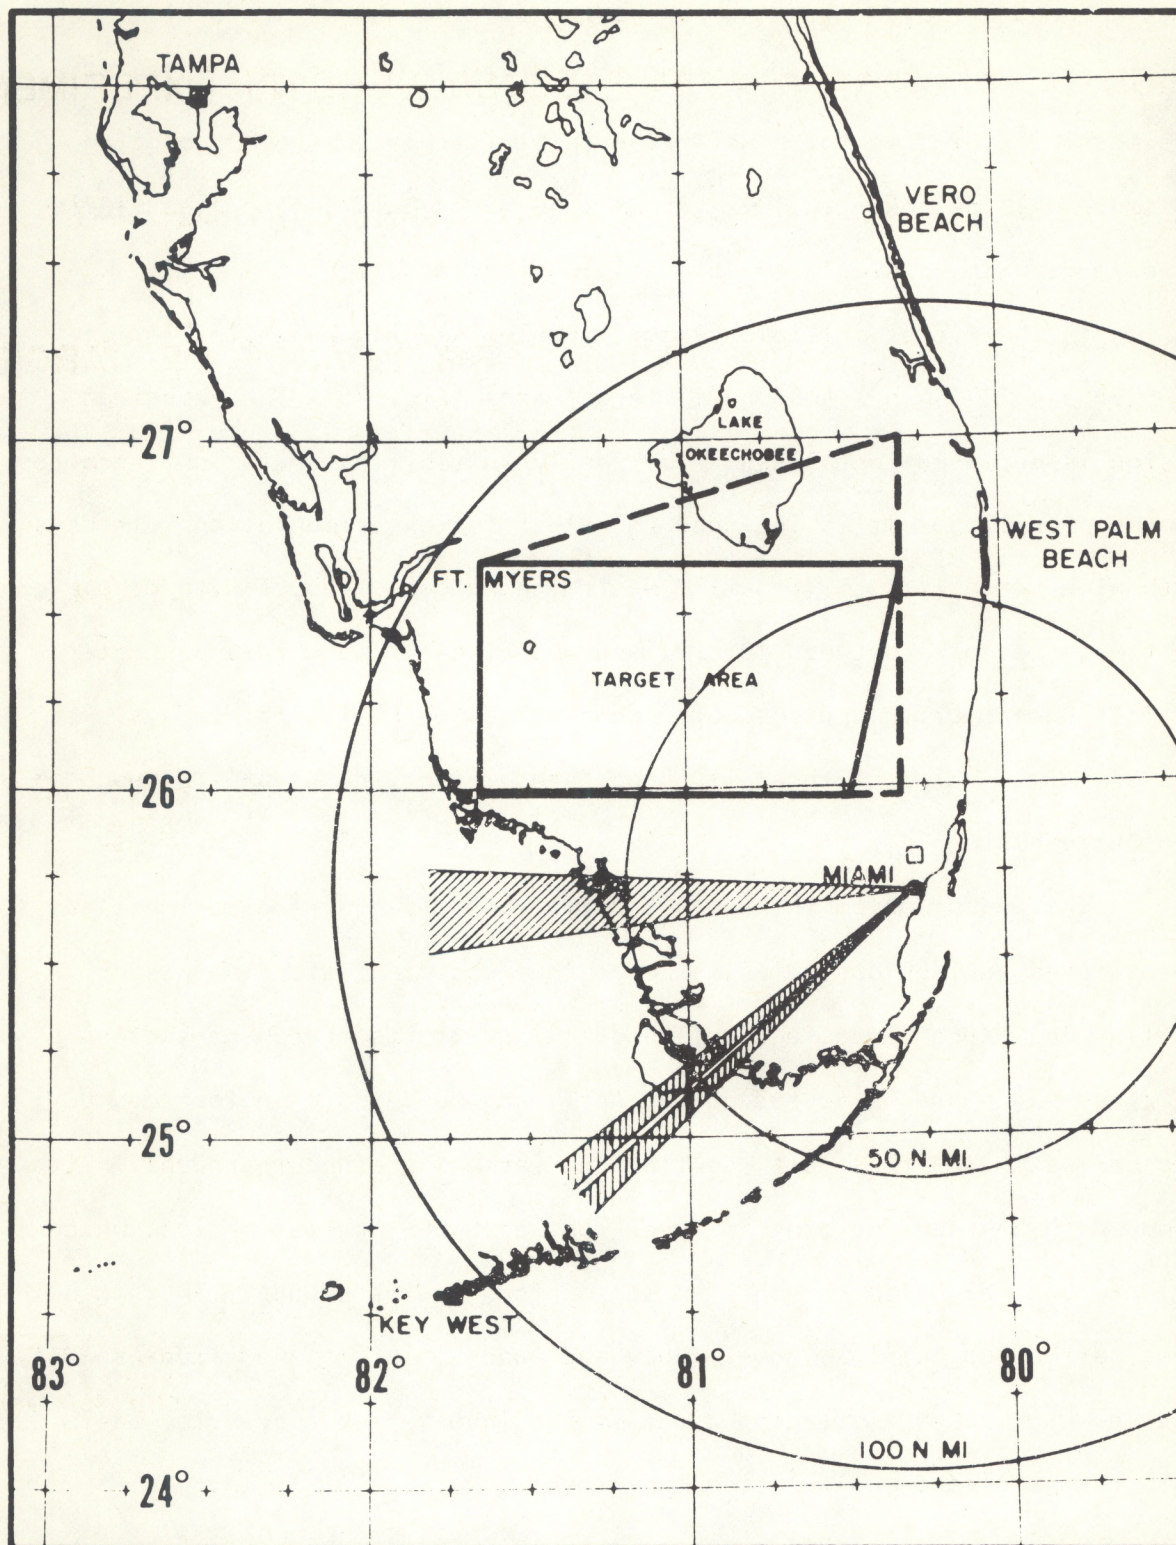 TAMPA
VERO
BEACH
27°
LAKE
OKEECHOBEE
WEST PALM
BEACH
FT. MYERS
TARGET AREA
26°
MIAMI
25°
50 N. MI.
KEY WEST
83°
82°
81°
80°
100 N MI
24°